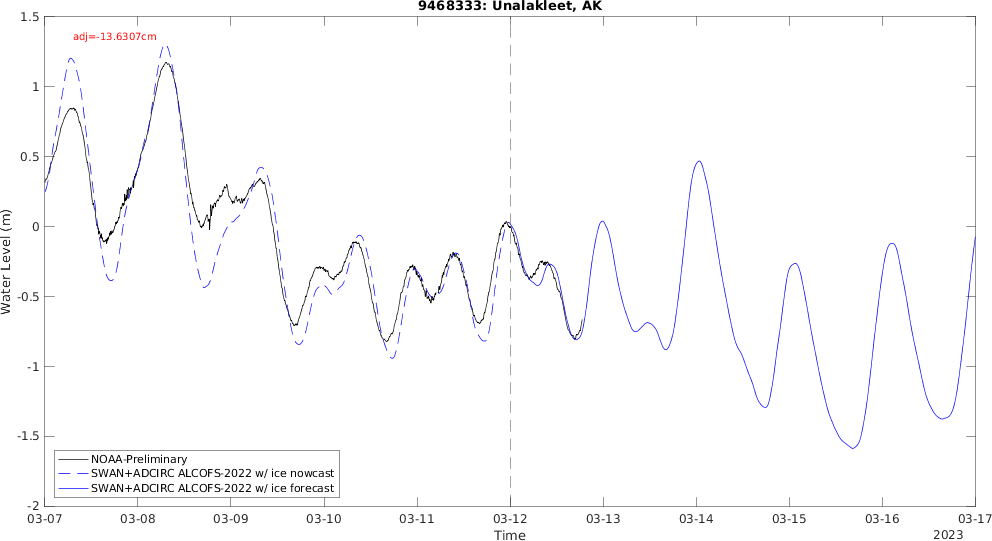 9468333: Unalakleet, AK
adj=-13.6307cm
1.5
1
0.5
0
-0.5
-1
-1.5
-2
Water Level (m)
NOAA-Preliminary
SWAN+ADCIRC ALCOFS-2022 w/ ice nowcast
SWAN+ADCIRC ALCOFS-2022 w/ ice forecast
03-07 03-08 03-09 03-10 03-11 03-12 03-13 03-14 03-15 03-16 03-17
Time
2023